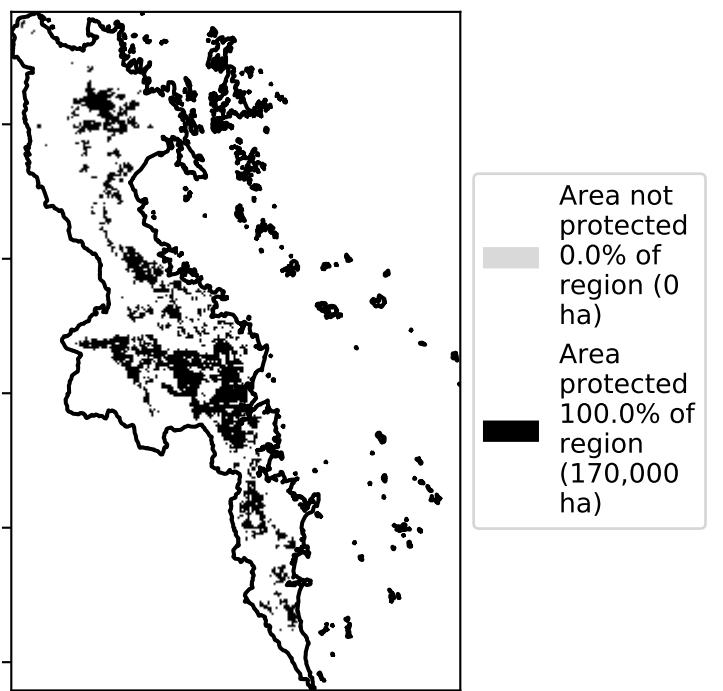 Area not
protected
0.0% of
region (0
ha)
Area
protected
100.0% of
region
(170,000
ha)